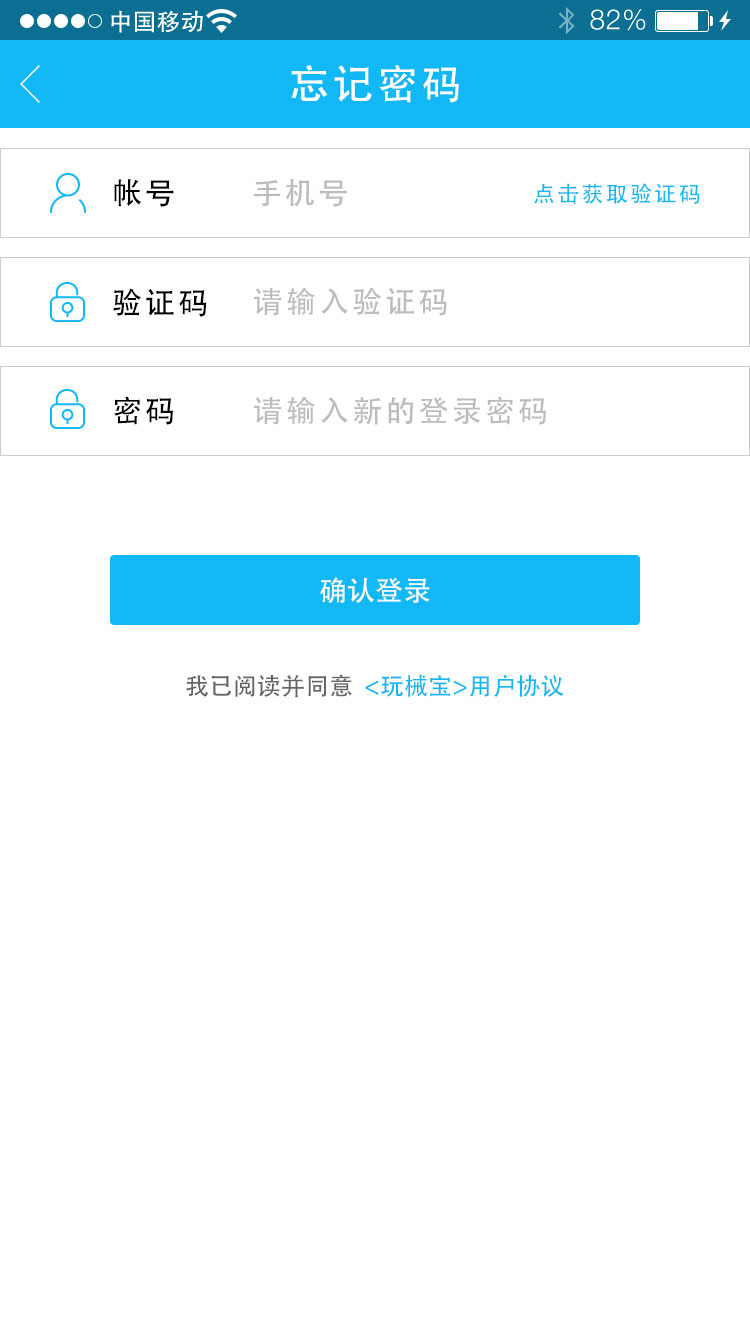 中国移动 82%
忘记密码
帐号 手机号 点击获取验证码
验证码 请输入验证码
密码 请输入新的登录密码
确认登录
我已阅读并同意 <玩械宝>用户协议